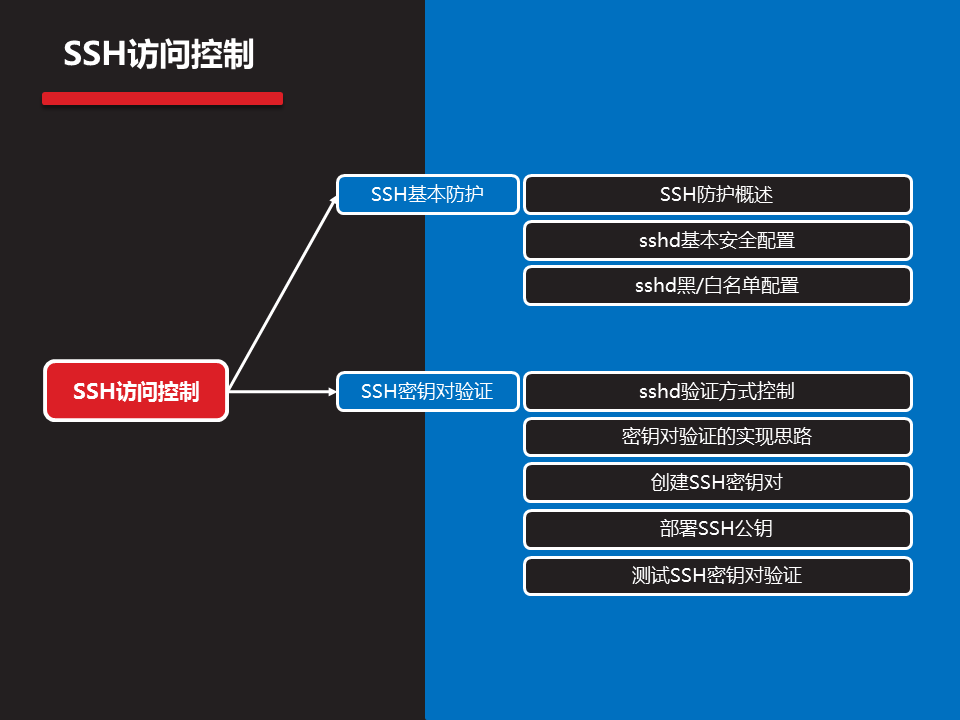 SSH访问控制
SSH基本防护
SSH防护概述
sshd基本安全配置
sshd黑/白名单配置
SSH访问控制
SSH密钥对验证
sshd验证方式控制
密钥对验证的实现思路
创建SSH密钥对
部署SSH公钥
测试SSH密钥对验证